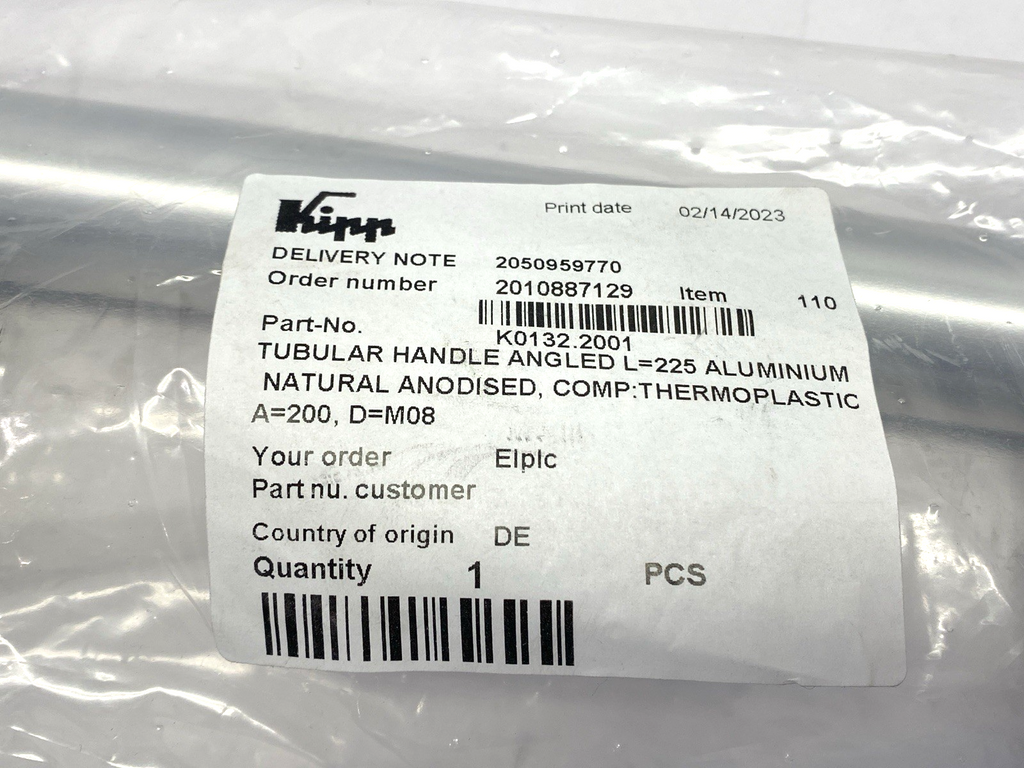 Kipp
Print date 02/14/2023
DELIVERY NOTE 2050959770
Order number 2010887129 Item 110
Part-No. K0132.2001
TUBULAR HANDLE ANGLED L=225 ALUMINIUM
NATURAL ANODISED, COMP:THERMOPLASTIC
A=200, D=M08
Your order Elplc
Part nu. customer
Country of origin DE
Quantity 1 PCS